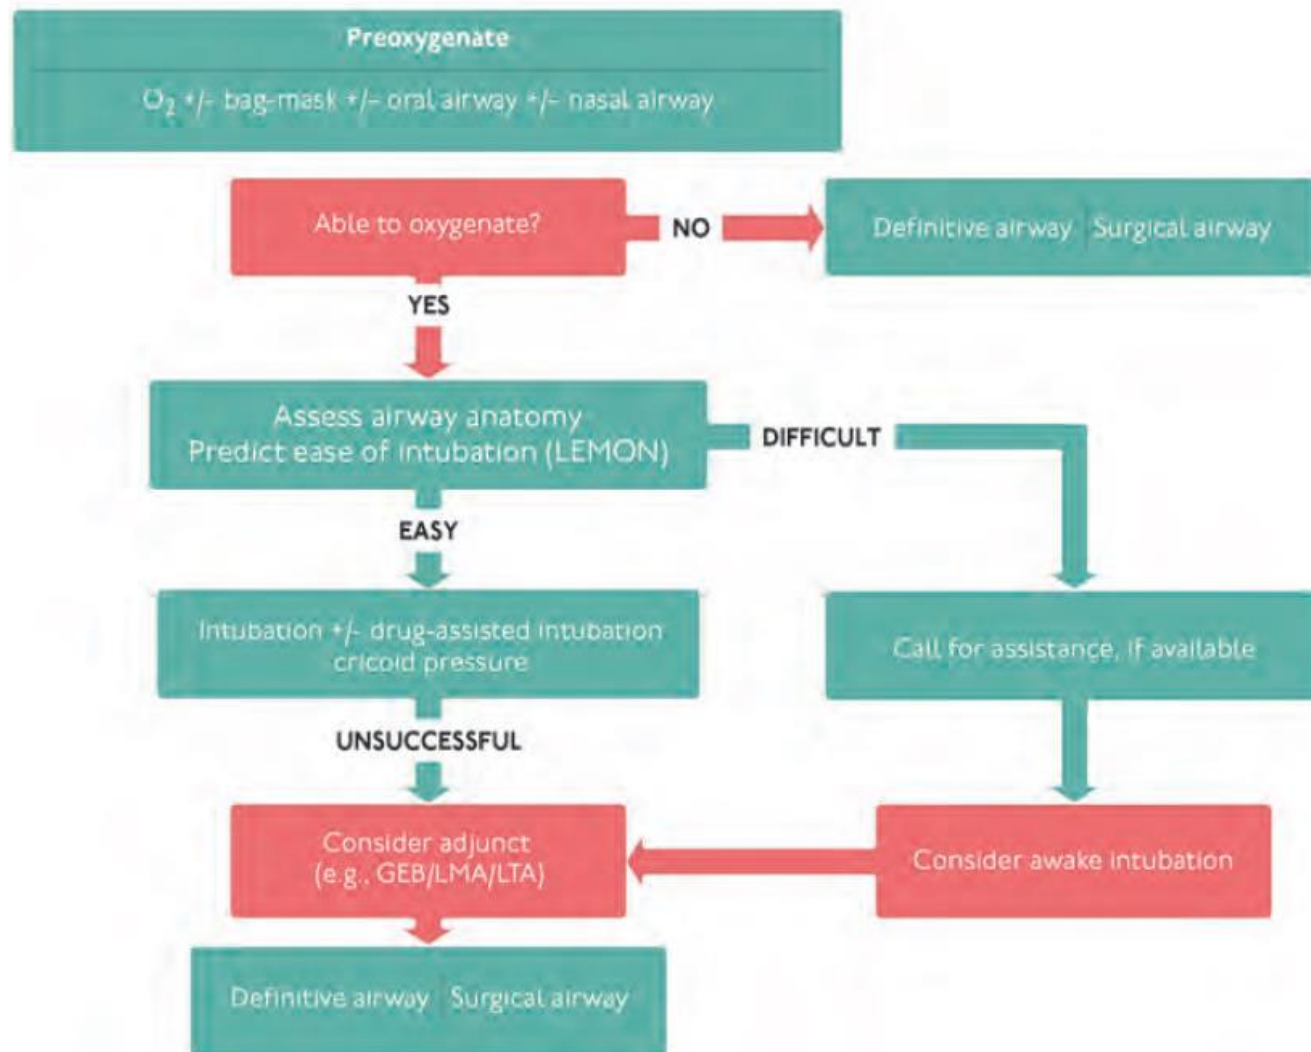 Preoxygenate
O₂ +/- bag-mask +/- oral airway +/- nasal airway
Able to oxygenate?
NO
Definitive airway | Surgical airway
YES
Assess airway anatomy
Predict ease of intubation (LEMON)
DIFFICULT
EASY
Intubation +/- drug-assisted intubation
cricoid pressure
Call for assistance, if available
UNSUCCESSFUL
Consider adjunct
(e.g., GEB/LMA/LTA)
Consider awake intubation
Definitive airway | Surgical airway